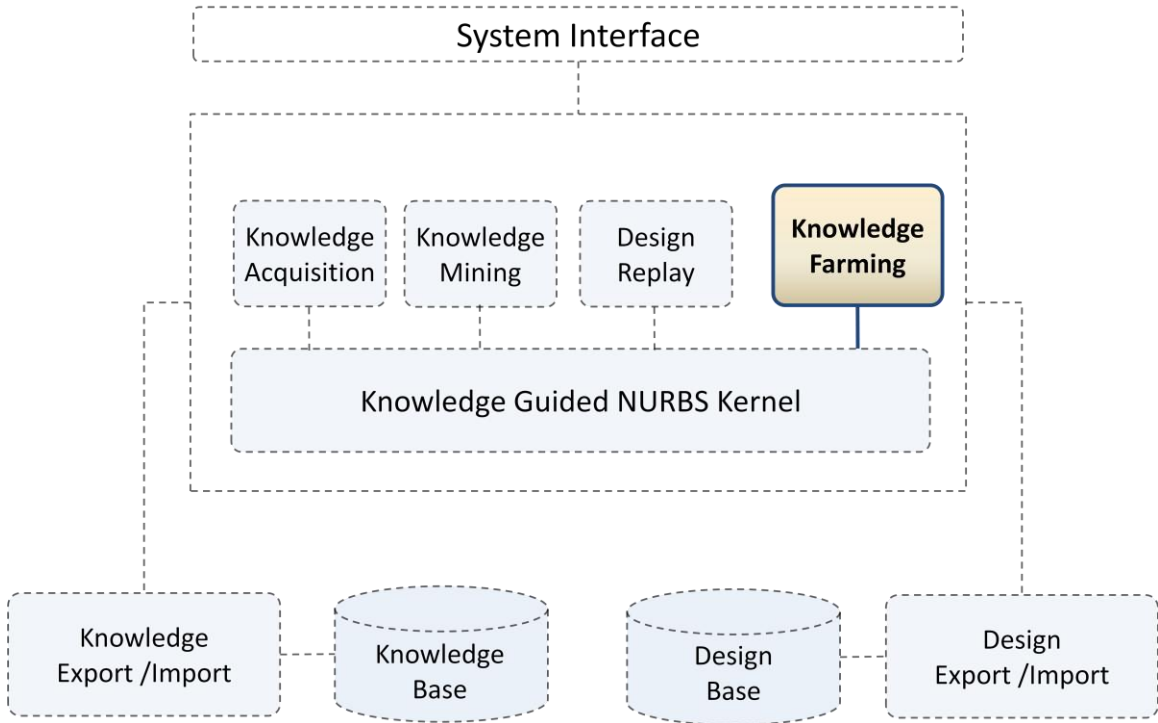 System Interface
Knowledge
Acquisition
Knowledge
Mining
Design
Replay
Knowledge
Farming
Knowledge Guided NURBS Kernel
Knowledge
Export /Import
Knowledge
Base
Design
Base
Design
Export /Import